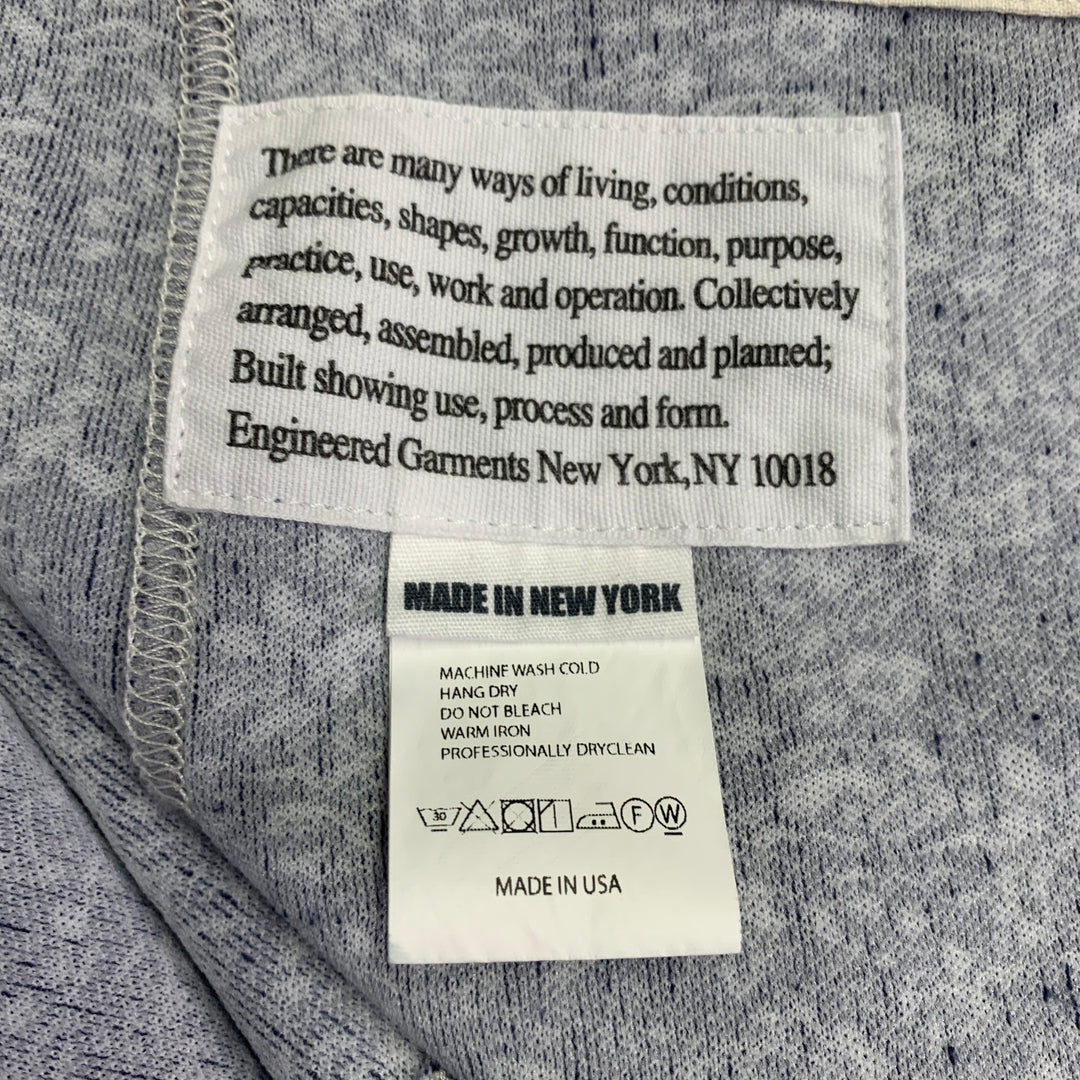 There are many ways of living, conditions,
capacities, shapes, growth, function, purpose,
practice, use, work and operation. Collectively
arranged, assembled, produced and planned;
Built showing use, process and form.
Engineered Garments New York,NY 10018
MADE IN NEW YORK
MACHINE WASH COLD
HANG DRY
DO NOT BLEACH
WARM IRON
PROFESSIONALLY DRYCLEAN
30 F W
MADE IN USA